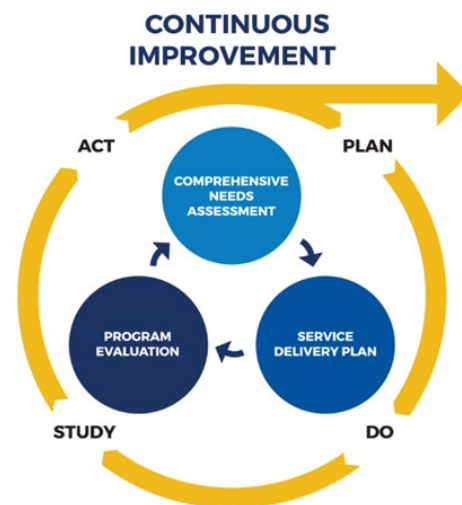 CONTINUOUS
IMPROVEMENT
ACT
PLAN
COMPREHENSIVE
NEEDS
ASSESSMENT
PROGRAM
EVALUATION
SERVICE
DELIVERY PLAN
STUDY
DO